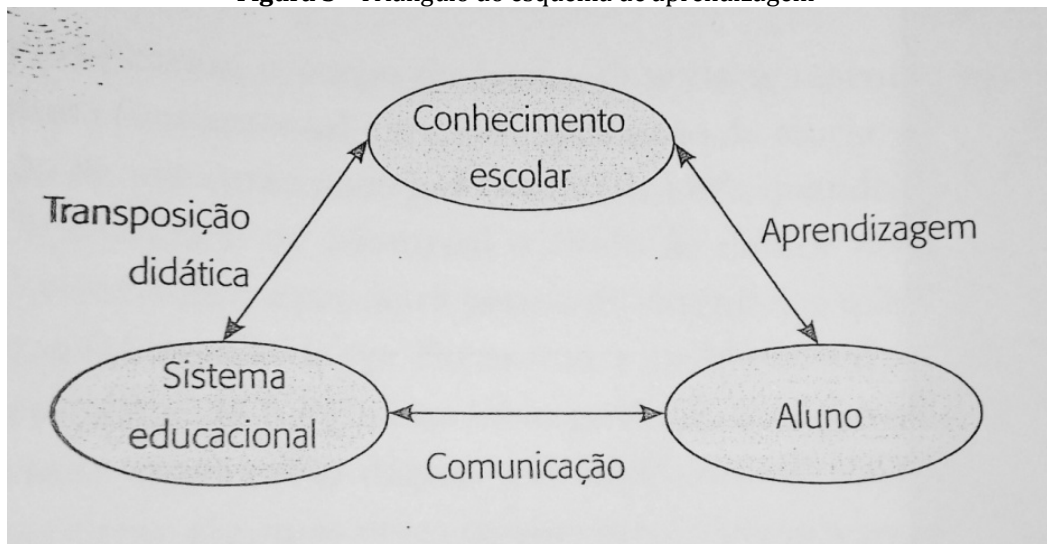 Conhecimento
escolar
Transposição
didática
Aprendizagem
Sistema
educacional
Aluno
Comunicação